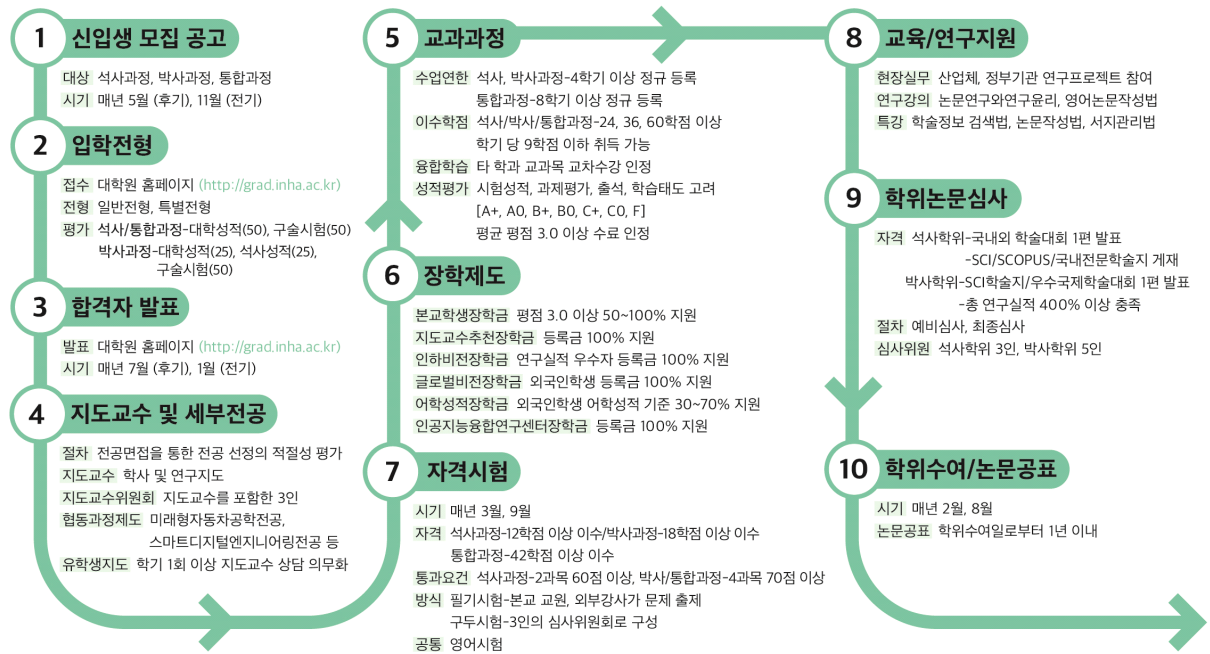 1 신입생 모집 공고
대상 석사과정, 박사과정, 통합과정
시기 매년 5월 (후기), 11월 (전기)
2 입학전형
접수 대학원 홈페이지 (http://grad.inha.ac.kr)
전형 일반전형, 특별전형
평가 석사/통합과정-대학성적(50), 구술시험(50)
박사과정-대학성적(25), 석사성적(25),
구술시험(50)
3 합격자 발표
발표 대학원 홈페이지 (http://grad.inha.ac.kr)
시기 매년 7월 (후기), 1월 (전기)
4 지도교수 및 세부전공
절차 전공면접을 통한 전공 선정의 적절성 평가
지도교수 학사 및 연구지도
지도교수위원회 지도교수를 포함한 3인
협동과정제도 미래형자동차공학전공,
스마트디지털엔지니어링전공 등
유학생지도 학기 1회 이상 지도교수 상담 의무화
5 교과과정
수업연한 석사, 박사과정-4학기 이상 정규 등록
통합과정-8학기 이상 정규 등록
이수학점 석사/박사/통합과정-24, 36, 60학점 이상
학기 당 9학점 이하 취득 가능
융합학습 타 학과 교과목 교차수강 인정
성적평가 시험성적, 과제평가, 출석, 학습태도 고려
[A+, A0, B+, B0, C+, C0, F]
평균 평점 3.0 이상 수료 인정
6 장학제도
본교학생장학금 평점 3.0 이상 50~100% 지원
지도교수추천장학금 등록금 100% 지원
인하비전장학금 연구실적 우수자 등록금 100% 지원
글로벌비전장학금 외국인학생 등록금 100% 지원
어학성적장학금 외국인학생 어학성적 기준 30~70% 지원
인공지능융합연구센터장학금 등록금 100% 지원
7 자격시험
시기 매년 3월, 9월
자격 석사과정-12학점 이상 이수/박사과정-18학점 이상 이수
통합과정-42학점 이상 이수
통과요건 석사과정-2과목 60점 이상, 박사/통합과정-4과목 70점 이상
방식 필기시험-본교 교원, 외부강사가 문제 출제
구두시험-3인의 심사위원회로 구성
공통 영어시험
8 교육/연구지원
현장실무 산업체, 정부기관 연구프로젝트 참여
연구강의 논문연구와연구윤리, 영어논문작성법
특강 학술정보 검색법, 논문작성법, 서지관리법
9 학위논문심사
자격 석사학위-국내외 학술대회 1편 발표
-SCI/SCOPUS/국내전문학술지 게재
박사학위-SCI학술지/우수국제학술대회 1편 발표
-총 연구실적 400% 이상 충족
절차 예비심사, 최종심사
심사위원 석사학위 3인, 박사학위 5인
10 학위수여/논문공표
시기 매년 2월, 8월
논문공표 학위수여일로부터 1년 이내